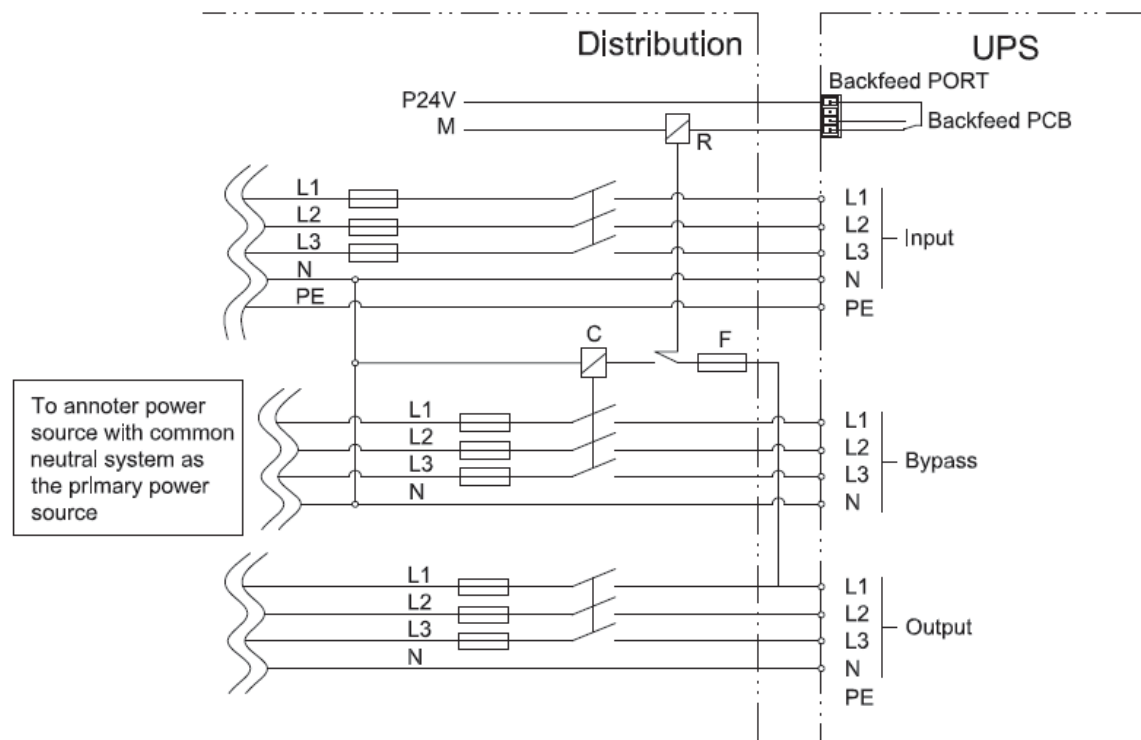 Distribution
UPS
Backfeed PORT
P24V
Backfeed PCB
M
R
L1
L2
L3
N
PE
L1
L2
L3
N
PE
Input
C
F
To annoter power
source with common
neutral system as
the primary power
source
L1
L2
L3
N
L1
L2
L3
N
Bypass
L1
L2
L3
N
L1
L2
L3
N
PE
Output